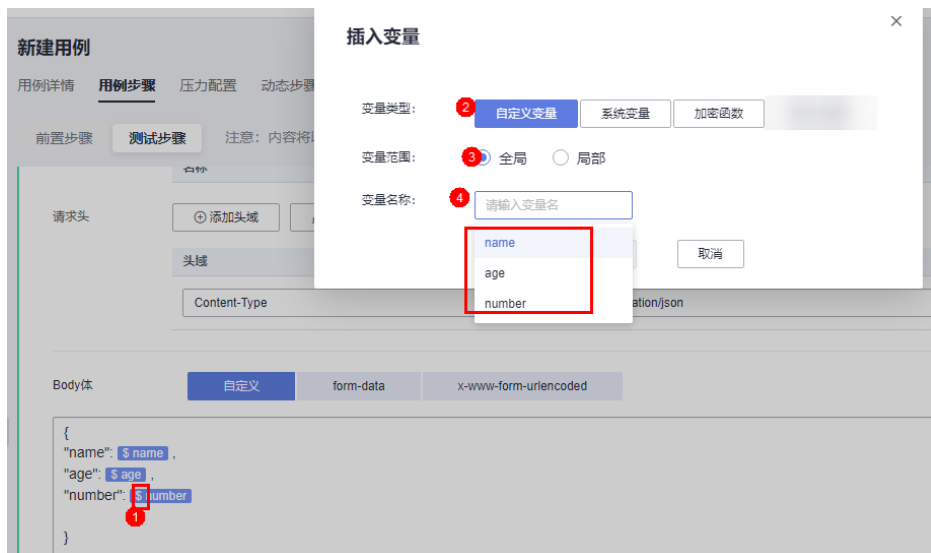 新建用例
用例详情 用例步骤 压力配置 动态步骤
前置步骤 测试步骤 注意：内容将
名称
请求头 添加头域
头域
Content-Type ation/json
Body体 自定义 form-data x-www-form-urlencoded
{
"name": $ name ,
"age": $ age ,
"number": $ number
1
}
插入变量
变量类型: 2 自定义变量 系统变量 加密函数
变量范围: 3 全局 局部
变量名称: 4 请输入变量名
name
age
number
取消